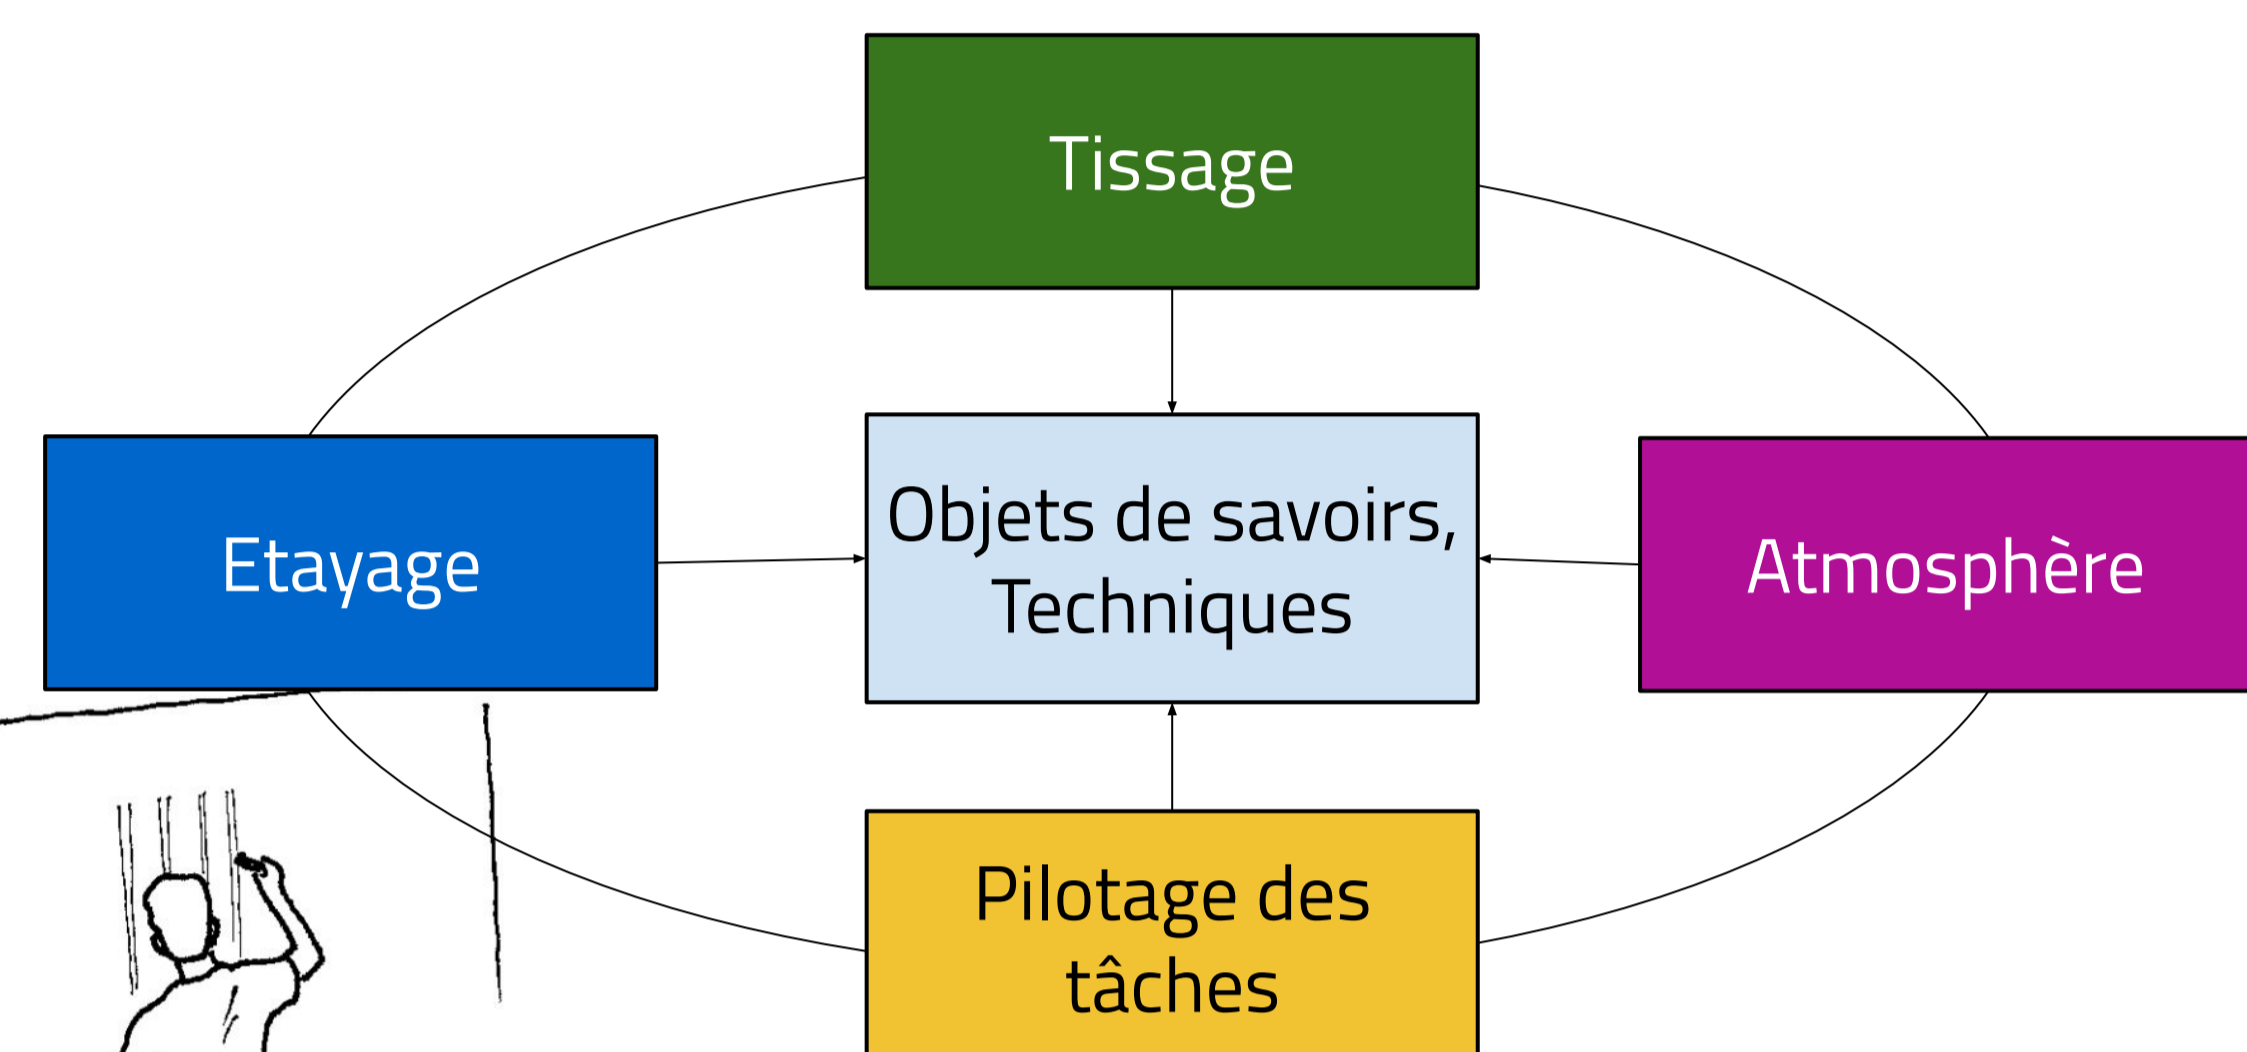 Tissage
Etayage
Objets de savoirs,
Techniques
Atmosphère
Pilotage des
tâches